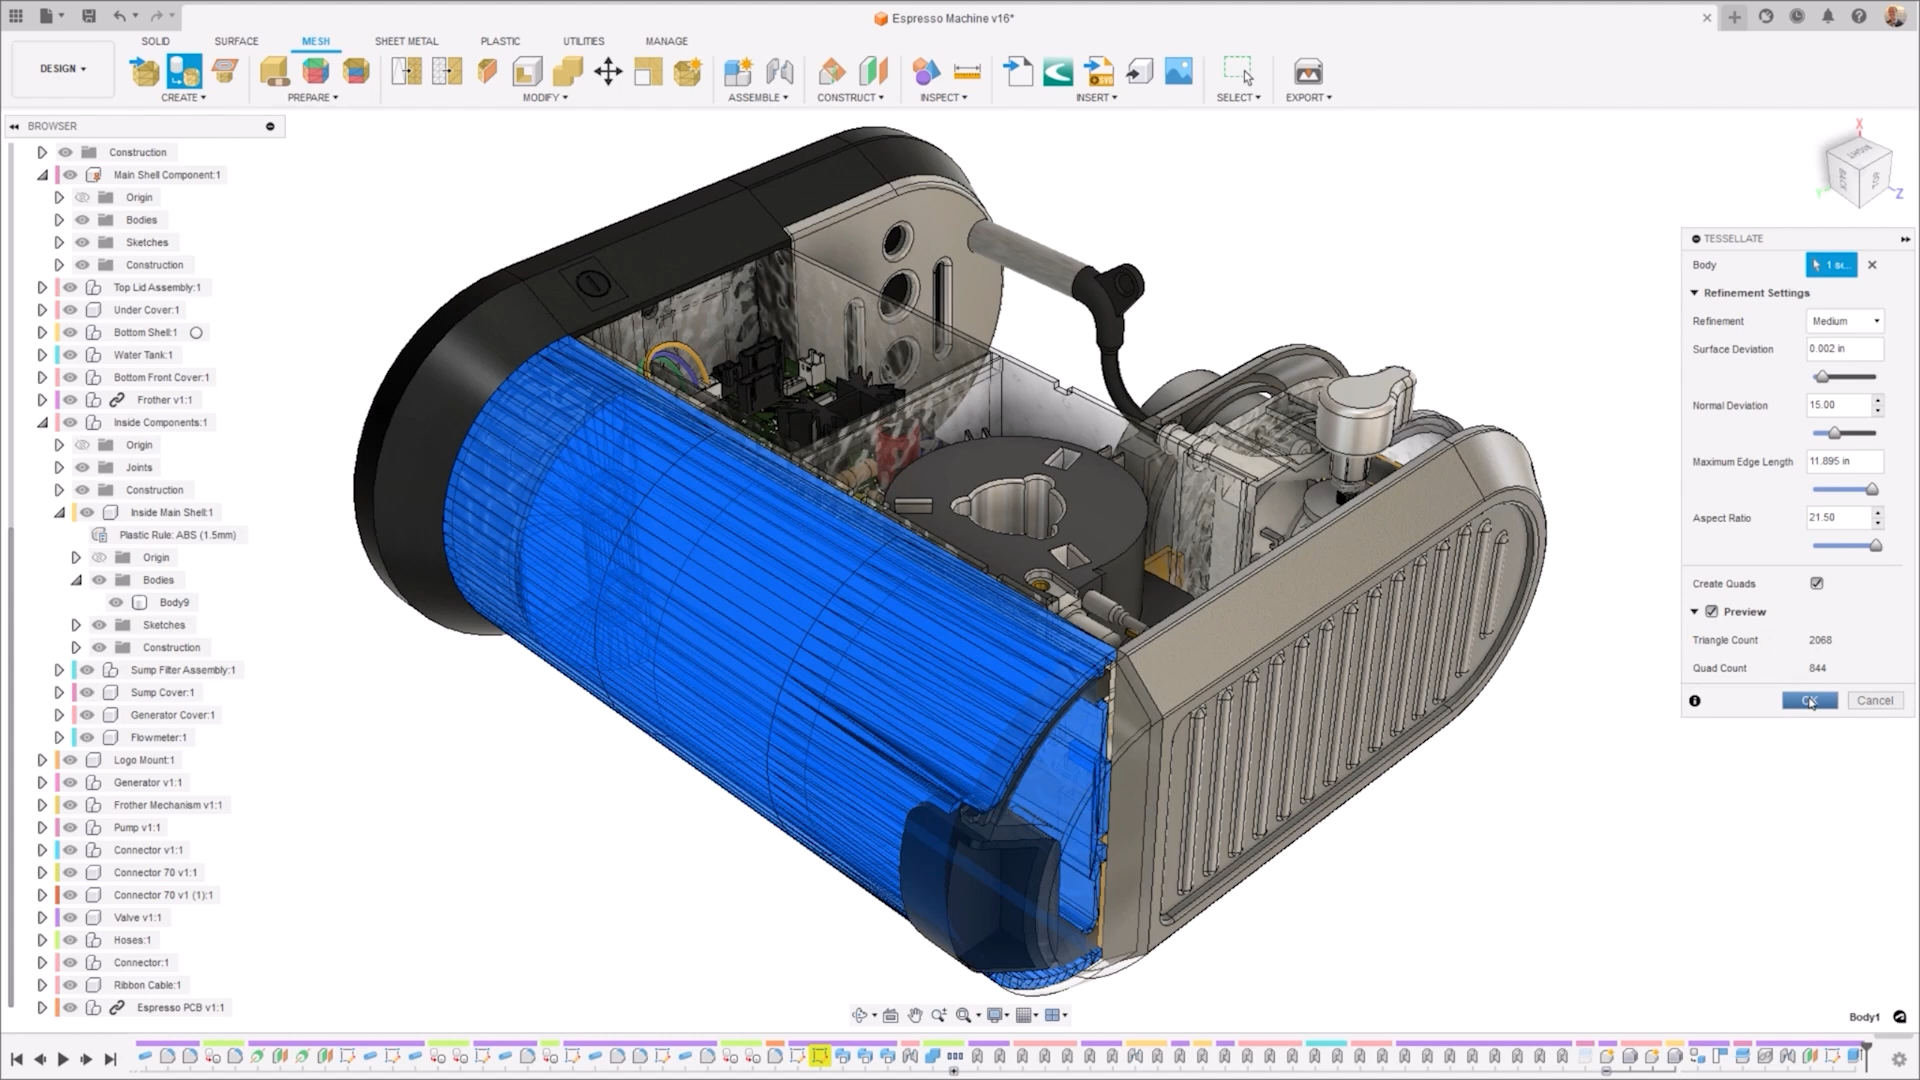 Espresso Machine v16*
SOLID SURFACE MESH SHEET METAL PLASTIC UTILITIES MANAGE
DESIGN
CREATE PREPARE MODIFY ASSEMBLE CONSTRUCT INSPECT INSERT SELECT EXPORT
BROWSER
Construction
Main Shell Component:1
Origin
Bodies
Sketches
Construction
Top Lid Assembly:1
Under Cover:1
Bottom Shell:1
Water Tank:1
Bottom Front Cover:1
Frother v1:1
Inside Components:1
Origin
Joints
Construction
Inside Main Shell:1
Plastic Rule: ABS (1.5mm)
Origin
Bodies
Body9
Sketches
Construction
Sump Filter Assembly:1
Sump Cover:1
Generator Cover:1
Flowmeter:1
Logo Mount:1
Generator v1:1
Frother Mechanism v1:1
Pump v1:1
Connector v1:1
Connector 70 v1:1
Connector 70 v1 (1):1
Valve v1:1
Hoses:1
Connector:1
Ribbon Cable:1
Espresso PCB v1:1
X
RIGHT
BACK
TOP
Y
Z
TESSELLATE
Body 1 se...
Refinement Settings
Refinement Medium
Surface Deviation 0.002 in
Normal Deviation 15.00
Maximum Edge Length 11.895 in
Aspect Ratio 21.50
Create Quads
Preview
Triangle Count 2068
Quad Count 844
OK Cancel
Body1